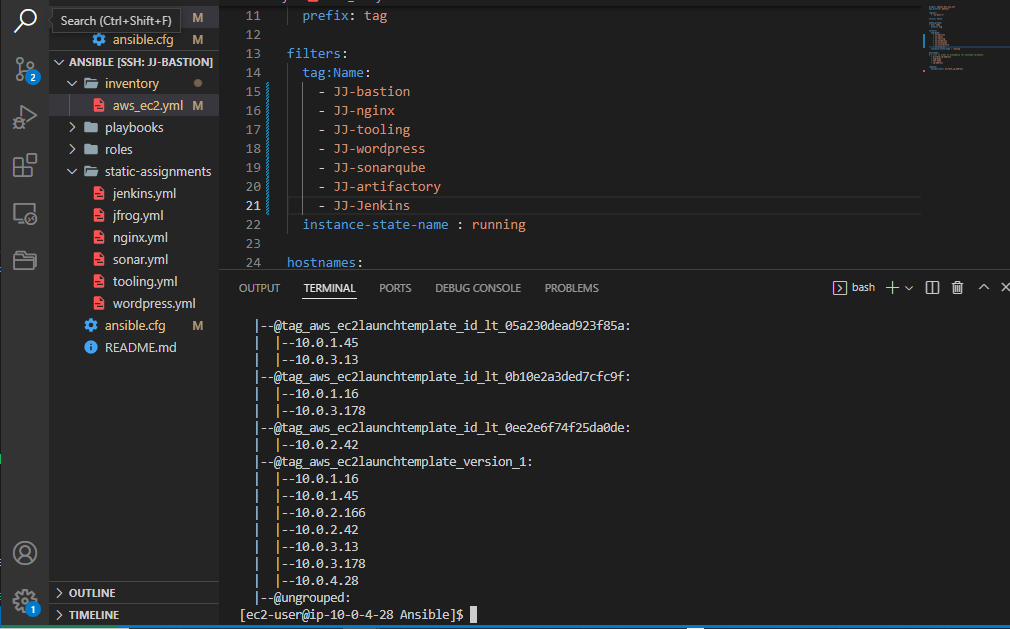 Search (Ctrl+Shift+F)
M
ansible.cfg M
ANSIBLE [SSH: JJ-BASTION]
inventory
aws_ec2.yml M
playbooks
roles
static-assignments
jenkins.yml
jfrog.yml
nginx.yml
sonar.yml
tooling.yml
wordpress.yml
ansible.cfg M
README.md
2
1
OUTLINE
TIMELINE
11 prefix: tag
12
13 filters:
14 tag:Name:
15 - JJ-bastion
16 - JJ-nginx
17 - JJ-tooling
18 - JJ-wordpress
19 - JJ-sonarqube
20 - JJ-artifactory
21 - JJ-Jenkins
22 instance-state-name : running
23
24 hostnames:
OUTPUT TERMINAL PORTS DEBUG CONSOLE PROBLEMS bash
|--@tag_aws_ec2launchtemplate_id_lt_05a230dead923f85a:
| |--10.0.1.45
| |--10.0.3.13
|--@tag_aws_ec2launchtemplate_id_lt_0b10e2a3ded7cfc9f:
| |--10.0.1.16
| |--10.0.3.178
|--@tag_aws_ec2launchtemplate_id_lt_0ee2e6f74f25da0de:
| |--10.0.2.42
|--@tag_aws_ec2launchtemplate_version_1:
| |--10.0.1.16
| |--10.0.1.45
| |--10.0.2.166
| |--10.0.2.42
| |--10.0.3.13
| |--10.0.3.178
| |--10.0.4.28
|--@ungrouped:
[ec2-user@ip-10-0-4-28 Ansible]$